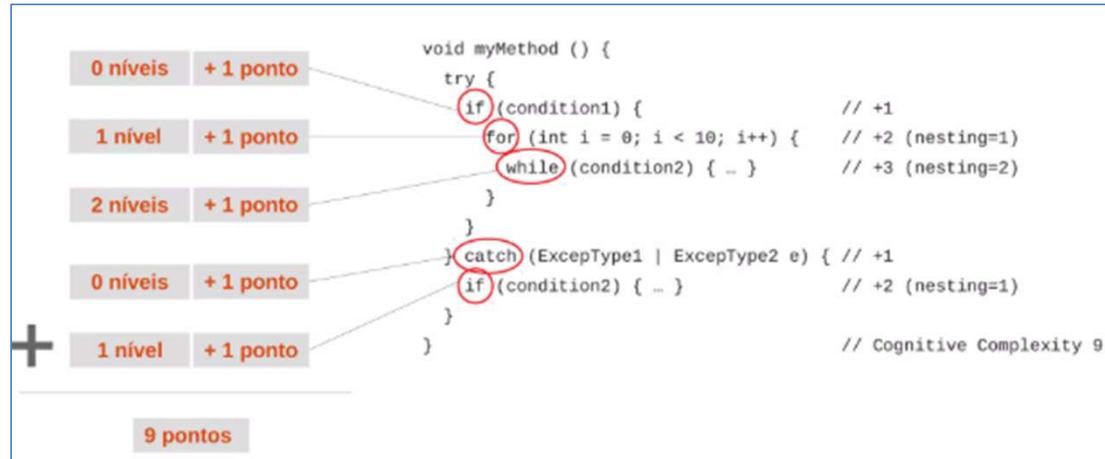 void myMethod () {
0 níveis + 1 ponto
try {
if (condition1) { // +1
1 nível + 1 ponto
for (int i = 0; i < 10; i++) { // +2 (nesting=1)
while (condition2) { … } // +3 (nesting=2)
2 níveis + 1 ponto
}
}
} catch (ExcepType1 | ExcepType2 e) { // +1
0 níveis + 1 ponto
if (condition2) { … } // +2 (nesting=1)
}
+ 1 nível + 1 ponto
} // Cognitive Complexity 9
9 pontos